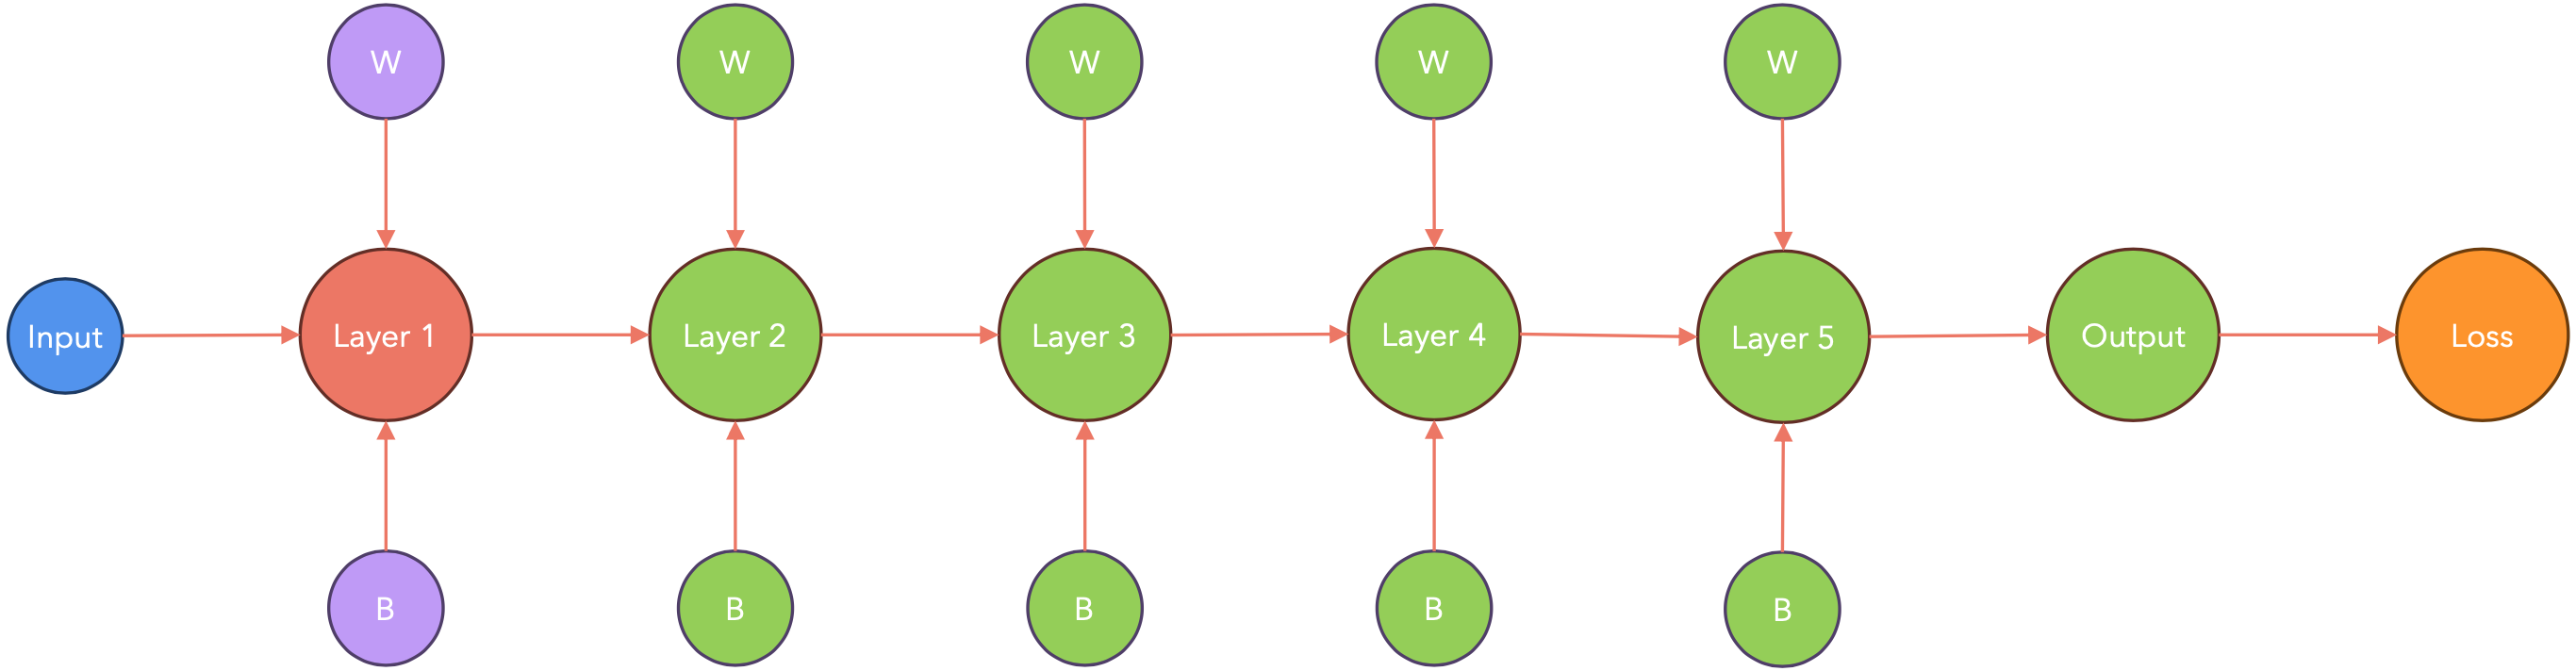 W W W W W
Input Layer 1 Layer 2 Layer 3 Layer 4 Layer 5 Output Loss
B B B B B